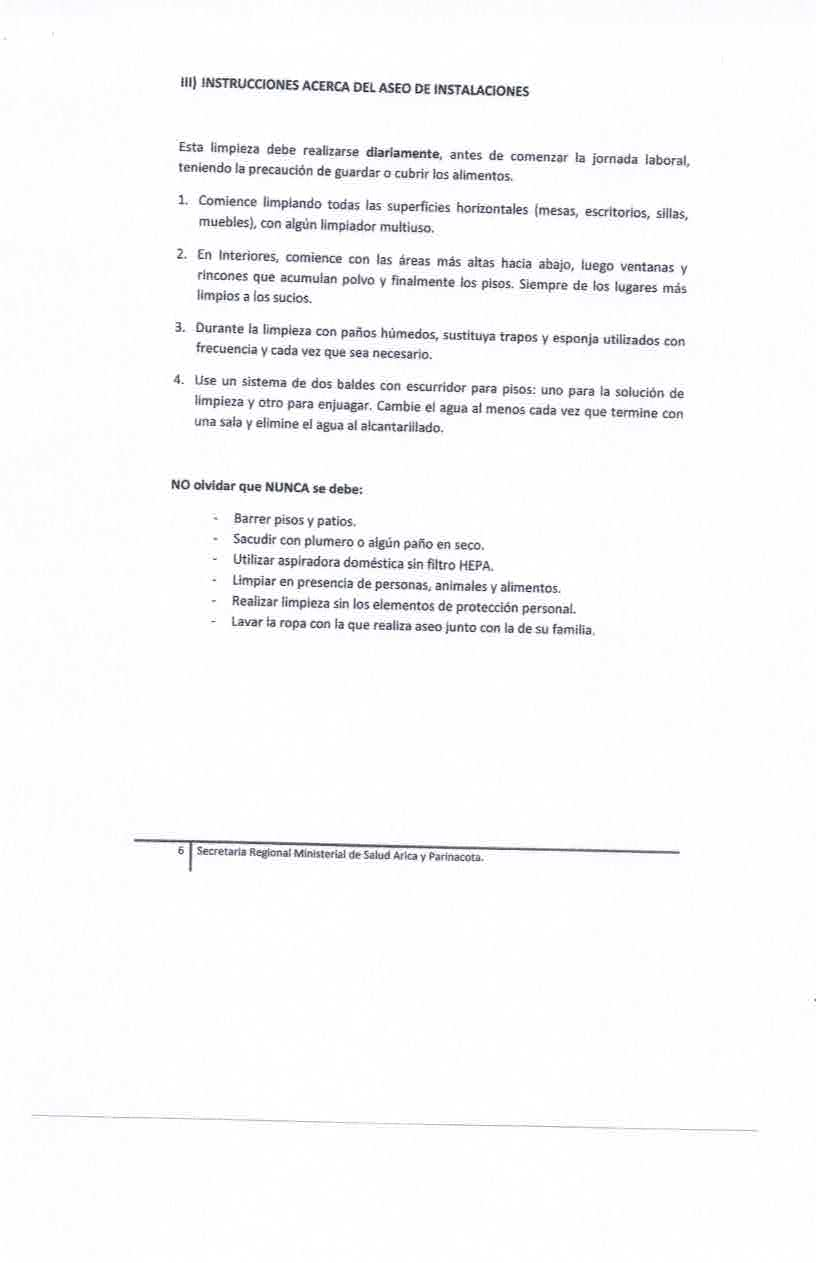 III) INSTRUCCIONES ACERCA DEL ASEO DE INSTALACIONES
Esta limpieza debe realizarse diariamente, antes de comenzar la jornada laboral,
teniendo la precaución de guardar o cubrir los alimentos.
1. Comience limpiando todas las superficies horizontales (mesas, escritorios, sillas,
muebles), con algún limpiador multiuso.
2. En Interiores, comience con las áreas más altas hacia abajo, luego ventanas y
rincones que acumulan polvo y finalmente los pisos. Siempre de los lugares más
limpios a los sucios.
3. Durante la limpieza con paños húmedos, sustituya trapos y esponja utilizados con
frecuencia y cada vez que sea necesario.
4. Use un sistema de dos baldes con escurridor para pisos: uno para la solución de
limpieza y otro para enjuagar. Cambie el agua al menos cada vez que termine con
una sala y elimine el agua al alcantarillado.
NO olvidar que NUNCA se debe:
- Barrer pisos y patios.
- Sacudir con plumero o algún paño en seco.
- Utilizar aspiradora doméstica sin filtro HEPA.
- Limpiar en presencia de personas, animales y alimentos.
- Realizar limpieza sin los elementos de protección personal.
- Lavar la ropa con la que realiza aseo junto con la de su familia.
6 Secretaria Regional Ministerial de Salud Arica y Parinacota.